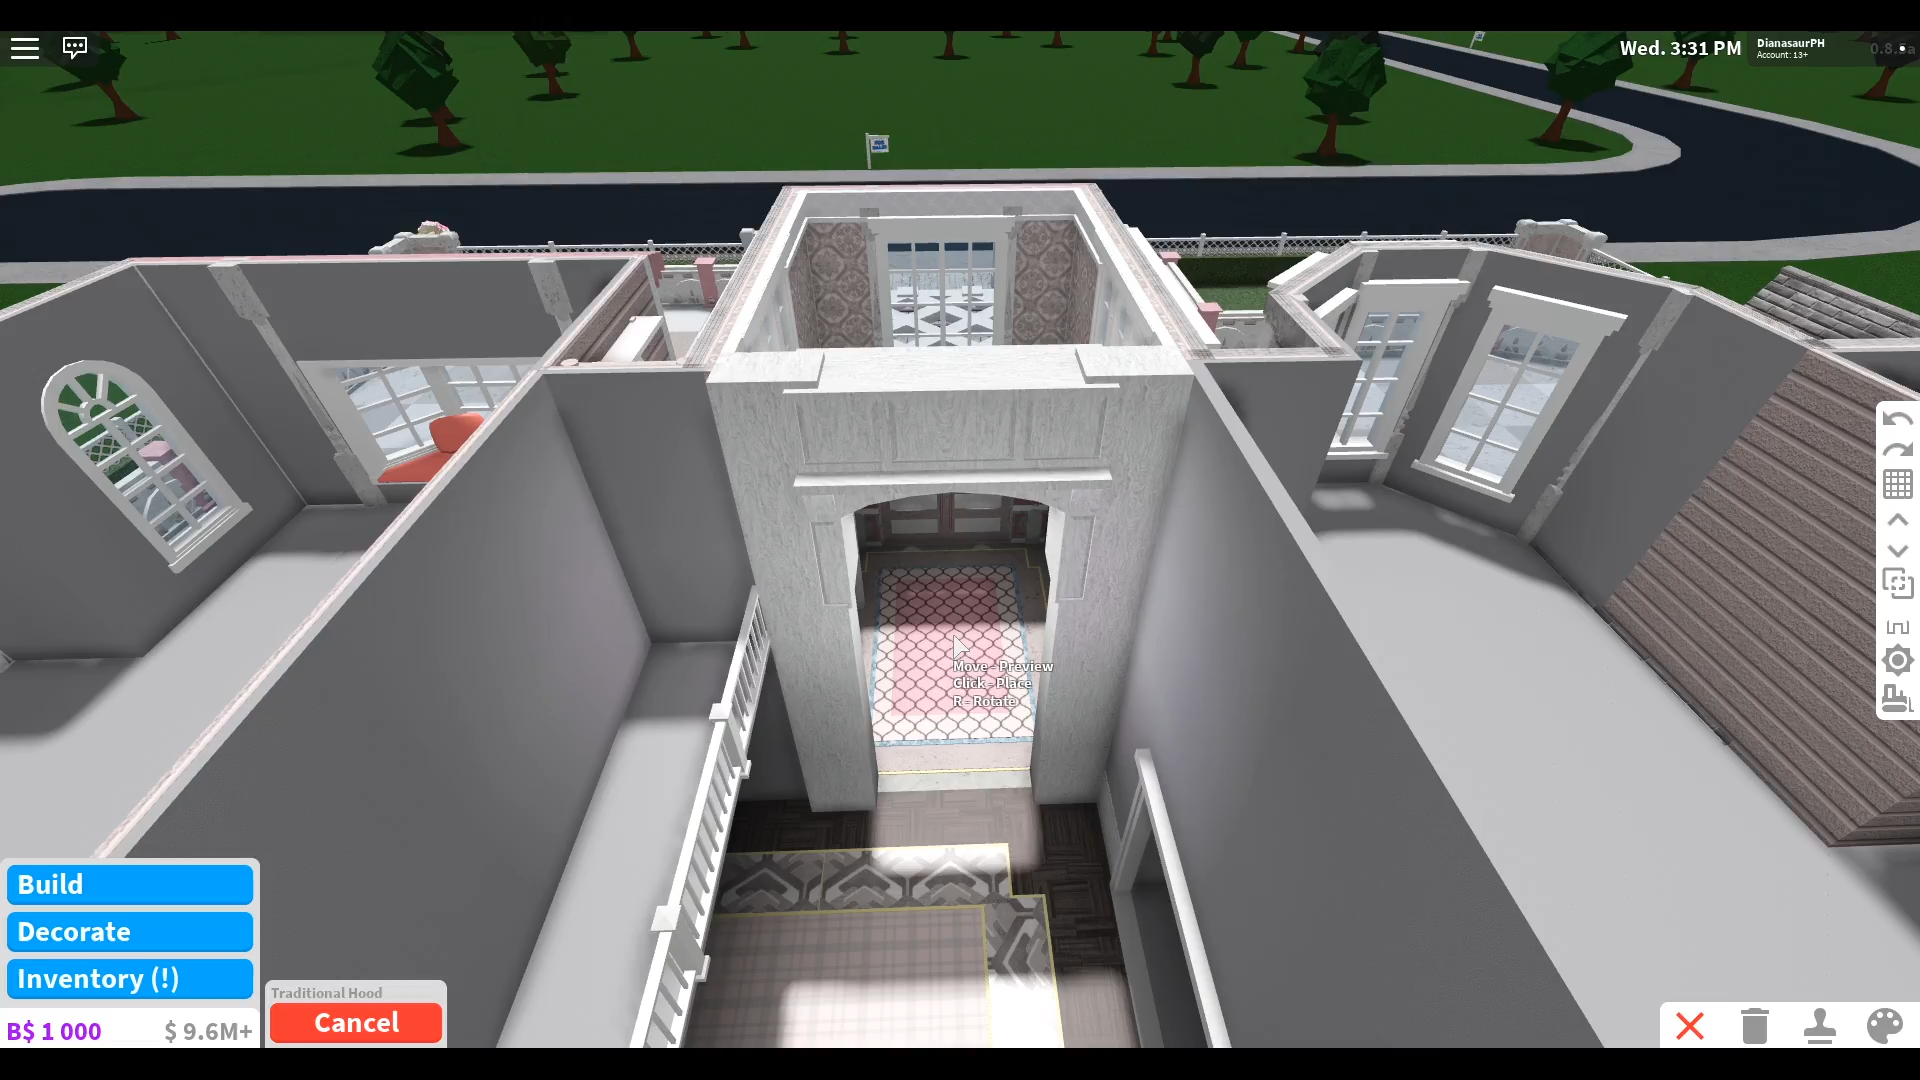 Wed. 3:31 PM
DianasaurPH
Account: 13+
Move - Preview
Click - Place
R - Rotate
Build
Decorate
Inventory (!)
B$ 1 000
$ 9.6M+
Traditional Hood
Cancel